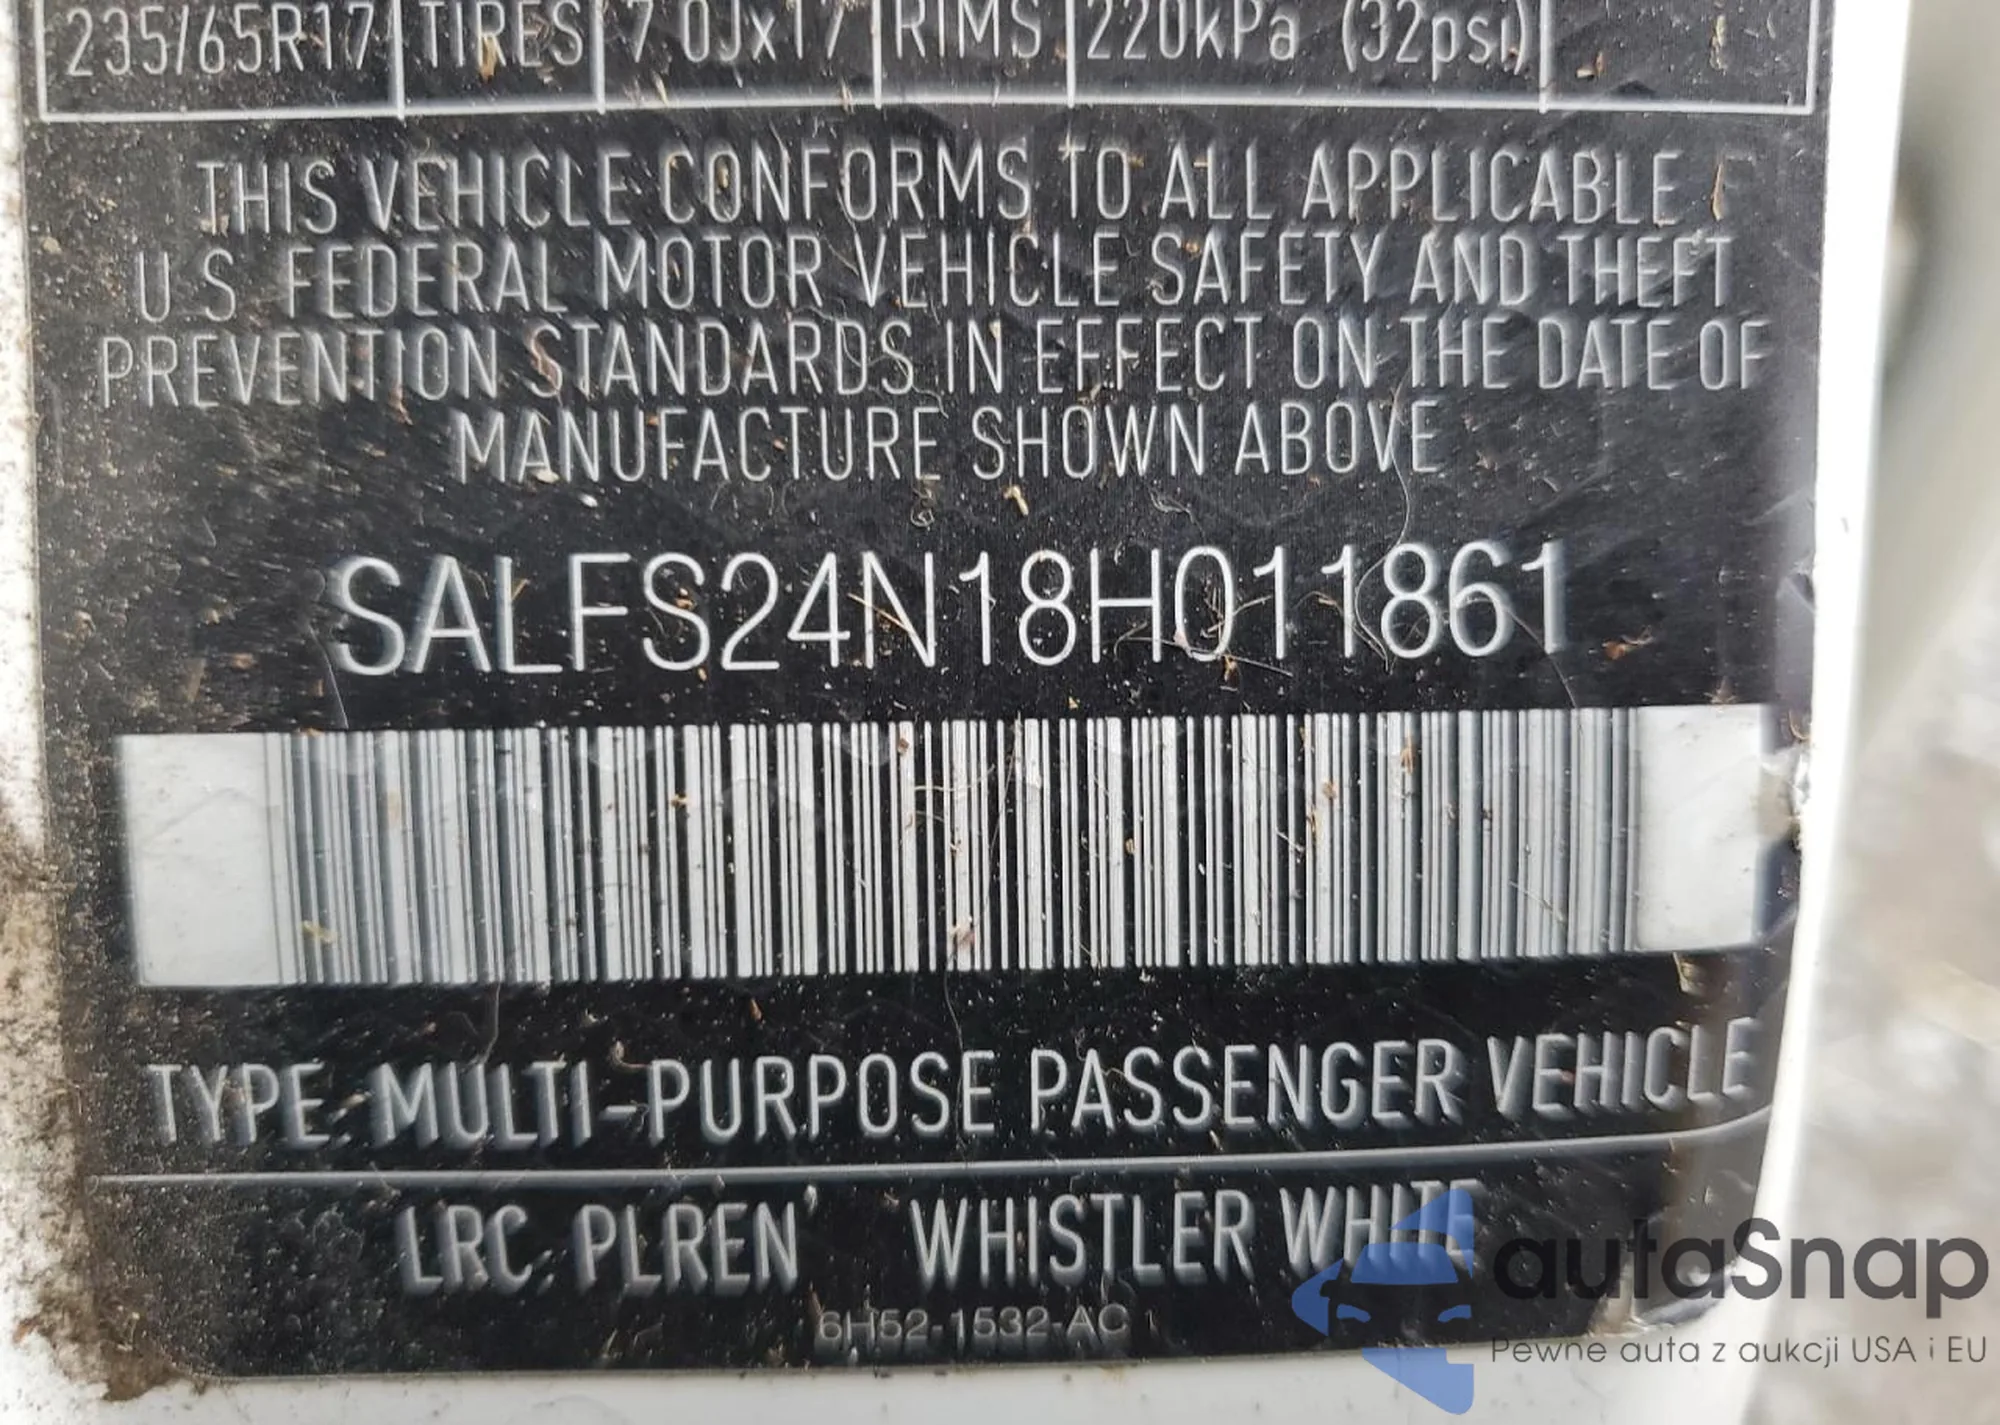 235/65R17 TIRES 7.0Jx17 RIMS 220kPa (32psi)
THIS VEHICLE CONFORMS TO ALL APPLICABLE
U.S. FEDERAL MOTOR VEHICLE SAFETY AND THEFT
PREVENTION STANDARDS IN EFFECT ON THE DATE OF
MANUFACTURE SHOWN ABOVE
SALFS24N18H011861
TYPE: MULTI-PURPOSE PASSENGER VEHICLE
LRC: PLREN' WHISTLER WHITE
6H52-1532-AC
autaSnap
Pewne auta z aukcji USA i EU